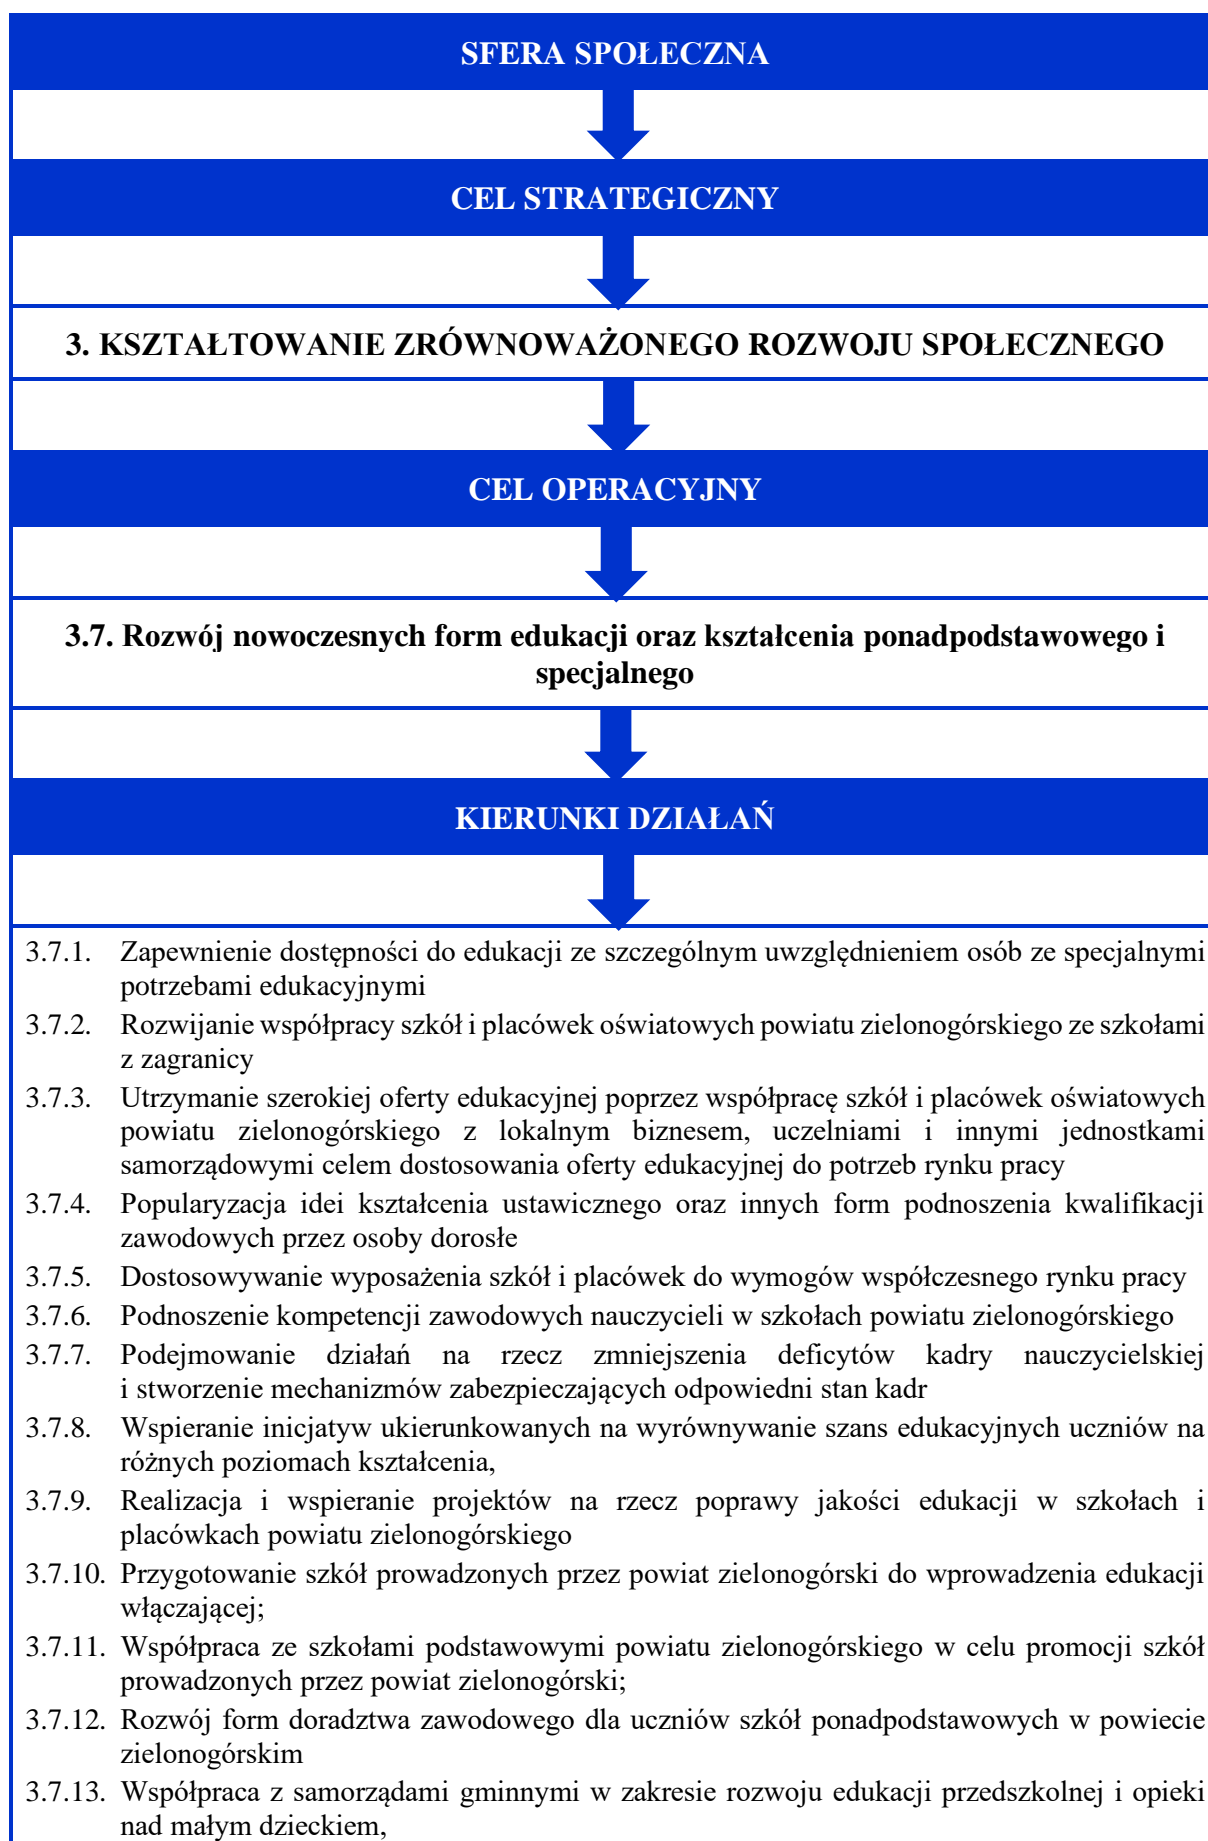 SFERA SPOŁECZNA
CEL STRATEGICZNY
3. KSZTAŁTOWANIE ZRÓWNOWAŻONEGO ROZWOJU SPOŁECZNEGO
CEL OPERACYJNY
3.7. Rozwój nowoczesnych form edukacji oraz kształcenia ponadpodstawowego i
specjalnego
KIERUNKI DZIAŁAŃ
3.7.1. Zapewnienie dostępności do edukacji ze szczególnym uwzględnieniem osób ze specjalnymi
potrzebami edukacyjnymi
3.7.2. Rozwijanie współpracy szkół i placówek oświatowych powiatu zielonogórskiego ze szkołami
z zagranicy
3.7.3. Utrzymanie szerokiej oferty edukacyjnej poprzez współpracę szkół i placówek oświatowych
powiatu zielonogórskiego z lokalnym biznesem, uczelniami i innymi jednostkami
samorządowymi celem dostosowania oferty edukacyjnej do potrzeb rynku pracy
3.7.4. Popularyzacja idei kształcenia ustawicznego oraz innych form podnoszenia kwalifikacji
zawodowych przez osoby dorosłe
3.7.5. Dostosowywanie wyposażenia szkół i placówek do wymogów współczesnego rynku pracy
3.7.6. Podnoszenie kompetencji zawodowych nauczycieli w szkołach powiatu zielonogórskiego
3.7.7. Podejmowanie działań na rzecz zmniejszenia deficytów kadry nauczycielskiej
i stworzenie mechanizmów zabezpieczających odpowiedni stan kadr
3.7.8. Wspieranie inicjatyw ukierunkowanych na wyrównywanie szans edukacyjnych uczniów na
różnych poziomach kształcenia,
3.7.9. Realizacja i wspieranie projektów na rzecz poprawy jakości edukacji w szkołach i
placówkach powiatu zielonogórskiego
3.7.10. Przygotowanie szkół prowadzonych przez powiat zielonogórski do wprowadzenia edukacji
włączającej;
3.7.11. Współpraca ze szkołami podstawowymi powiatu zielonogórskiego w celu promocji szkół
prowadzonych przez powiat zielonogórski;
3.7.12. Rozwój form doradztwa zawodowego dla uczniów szkół ponadpodstawowych w powiecie
zielonogórskim
3.7.13. Współpraca z samorządami gminnymi w zakresie rozwoju edukacji przedszkolnej i opieki
nad małym dzieckiem,